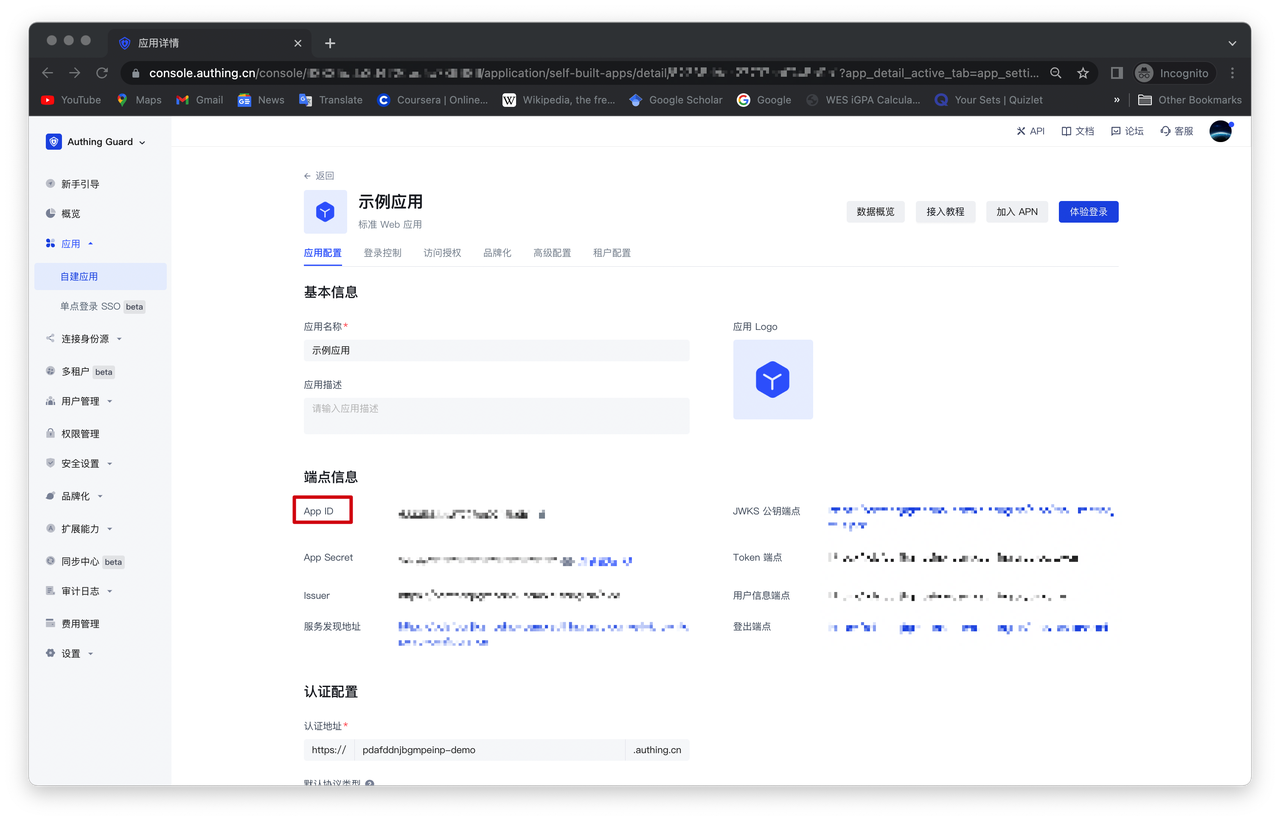 应用详情
console.authing.cn/console/
/application/self-built-apps/detail/
?app_detail_active_tab=app_setti...
Incognito
YouTube
Maps
Gmail
News
Translate
Coursera | Online...
Wikipedia, the fre...
Google Scholar
Google
WES iGPA Calcula...
Your Sets | Quizlet
»
Other Bookmarks
Authing Guard
API
文档
论坛
客服
新手引导
概览
应用
自建应用
单点登录 SSO beta
连接身份源
多租户 beta
用户管理
权限管理
安全设置
品牌化
扩展能力
同步中心 beta
审计日志
费用管理
设置
← 返回
示例应用
标准 Web 应用
数据概览
接入教程
加入 APN
体验登录
应用配置
登录控制
访问授权
品牌化
高级配置
租户配置
基本信息
应用名称*
示例应用
应用描述
请输入应用描述
应用 Logo
端点信息
App ID
JWKS 公钥端点
App Secret
Token 端点
Issuer
用户信息端点
服务发现地址
登出端点
认证配置
认证地址*
https:// pdafddnjbgmpeinp-demo .authing.cn
默认协议类型